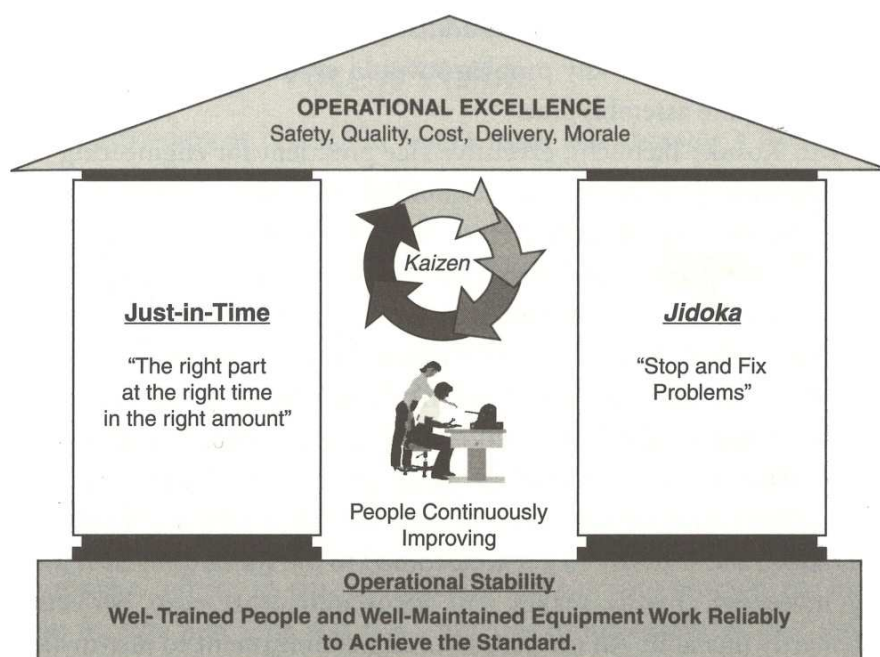 OPERATIONAL EXCELLENCE
Safety, Quality, Cost, Delivery, Morale
Kaizen
Just-in-Time
“The right part
at the right time
in the right amount”
Jidoka
“Stop and Fix
Problems”
People Continuously
Improving
Operational Stability
Wel- Trained People and Well-Maintained Equipment Work Reliably
to Achieve the Standard.